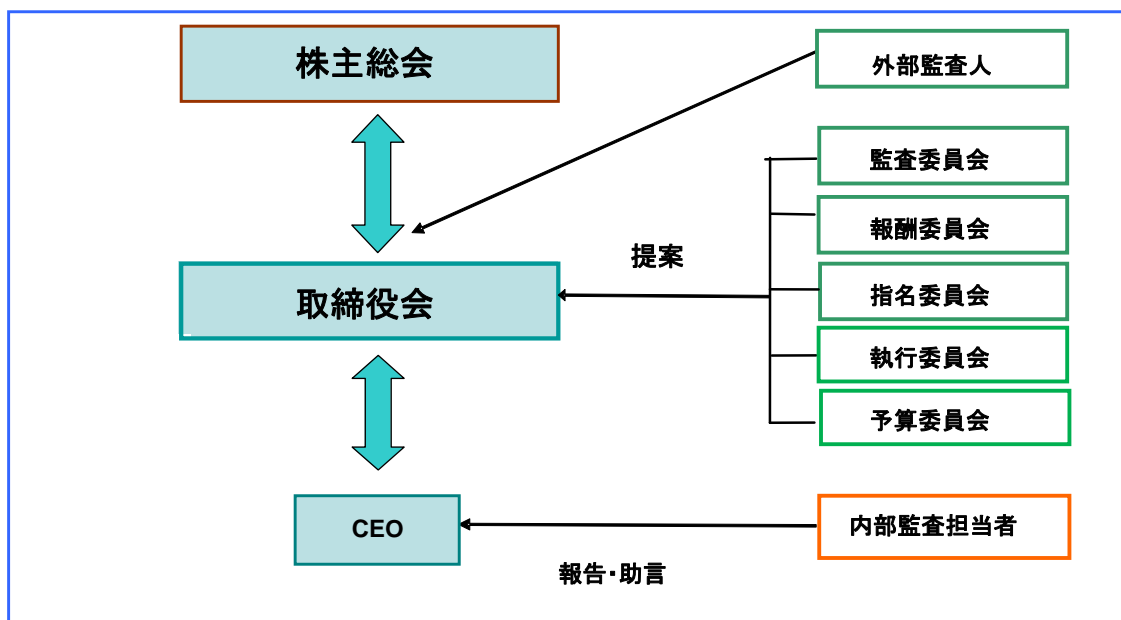 株主総会
外部監査人
監査委員会
報酬委員会
提案
指名委員会
取締役会
執行委員会
予算委員会
CEO
内部監査担当者
報告・助言